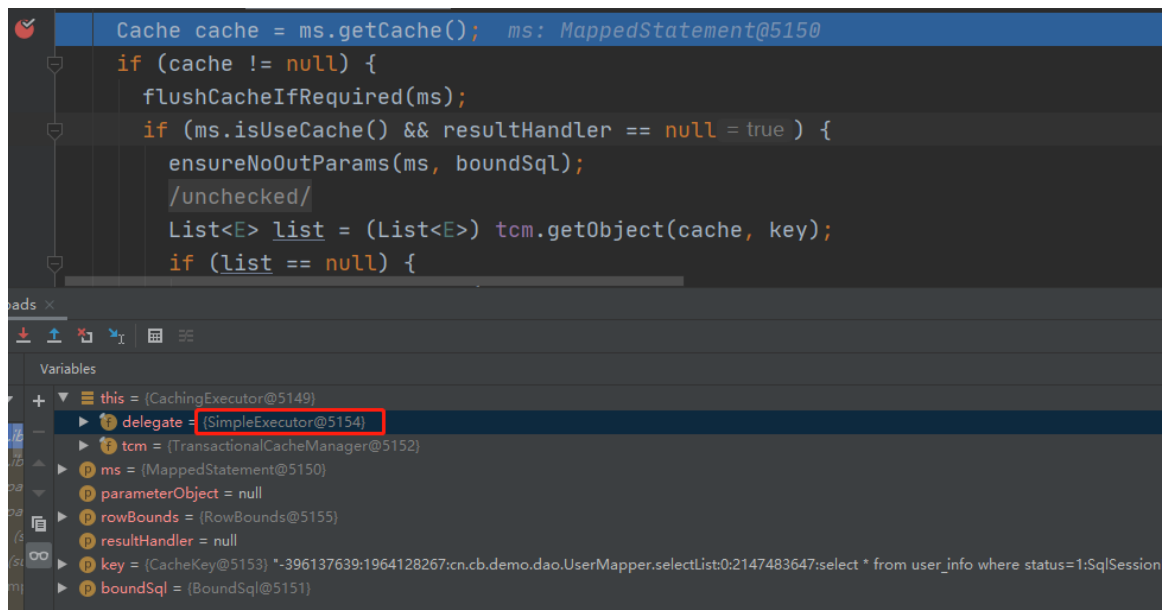 Cache cache = ms.getCache();  ms: MappedStatement@5150
if (cache != null) {
flushCacheIfRequired(ms);
if (ms.isUseCache() && resultHandler == null = true ) {
ensureNoOutParams(ms, boundSql);
/unchecked/
List<E> list = (List<E>) tcm.getObject(cache, key);
if (list == null) {
oads ×
Variables
this = {CachingExecutor@5149}
f delegate = {SimpleExecutor@5154}
f tcm = {TransactionalCacheManager@5152}
p ms = {MappedStatement@5150}
p parameterObject = null
p rowBounds = {RowBounds@5155}
p resultHandler = null
p key = {CacheKey@5153} "-396137639:1964128267:cn.cb.demo.dao.UserMapper.selectList:0:2147483647:select * from user_info where status=1:SqlSession
p boundSql = {BoundSql@5151}